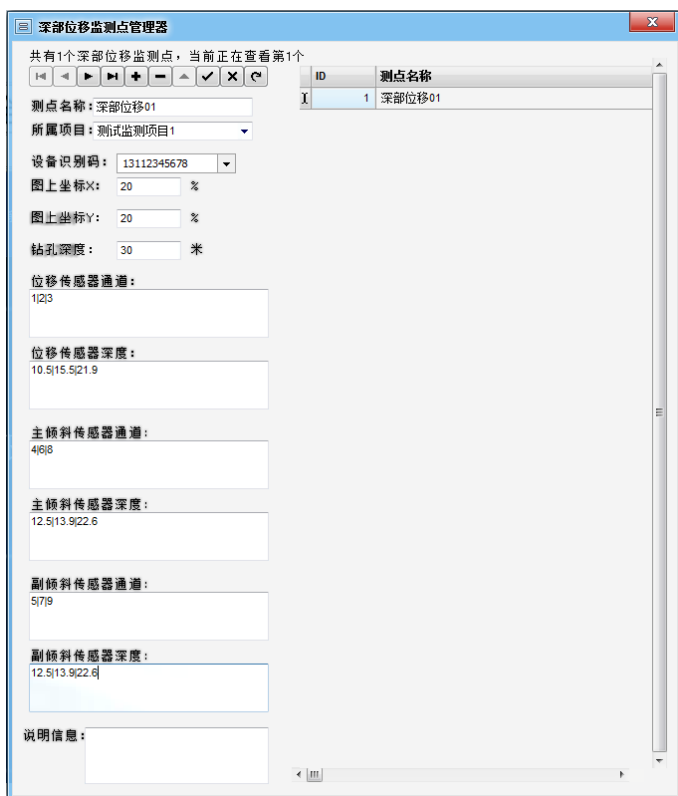 深部位移监测点管理器
共有1个深部位移监测点，当前正在查看第1个
ID 测点名称
1 深部位移01
测点名称：深部位移01
所属项目：测试监测项目1
设备识别码： 13112345678
图上坐标X： 20 %
图上坐标Y： 20 %
钻孔深度： 30 米
位移传感器通道：
1|2|3
位移传感器深度：
10.5|15.5|21.9
主倾斜传感器通道：
4|6|8
主倾斜传感器深度：
12.5|13.9|22.6
副倾斜传感器通道：
5|7|9
副倾斜传感器深度：
12.5|13.9|22.6
说明信息：